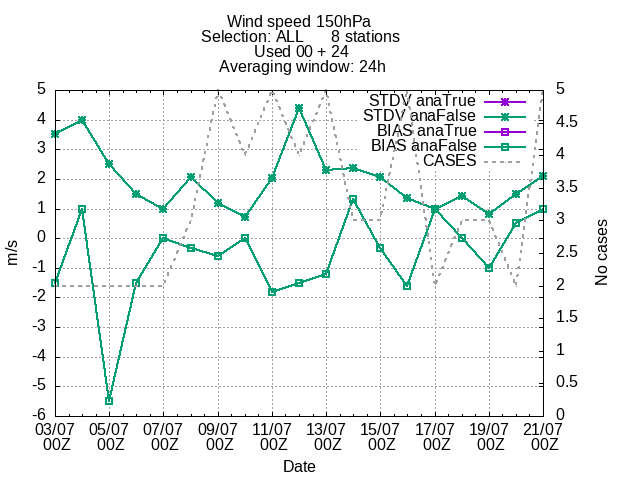 Wind speed 150hPa
Selection: ALL 8 stations
Used 00 + 24
Averaging window: 24h
STDV anaTrue
STDV anaFalse
BIAS anaTrue
BIAS anaFalse
CASES
5
4
3
2
1
0
-1
-2
-3
-4
-5
-6
m/s
5
4.5
4
3.5
3
2.5
2
1.5
1
0.5
0
No cases
03/07 05/07 07/07 09/07 11/07 13/07 15/07 17/07 19/07 21/07
00Z 00Z 00Z 00Z 00Z 00Z 00Z 00Z 00Z 00Z
Date